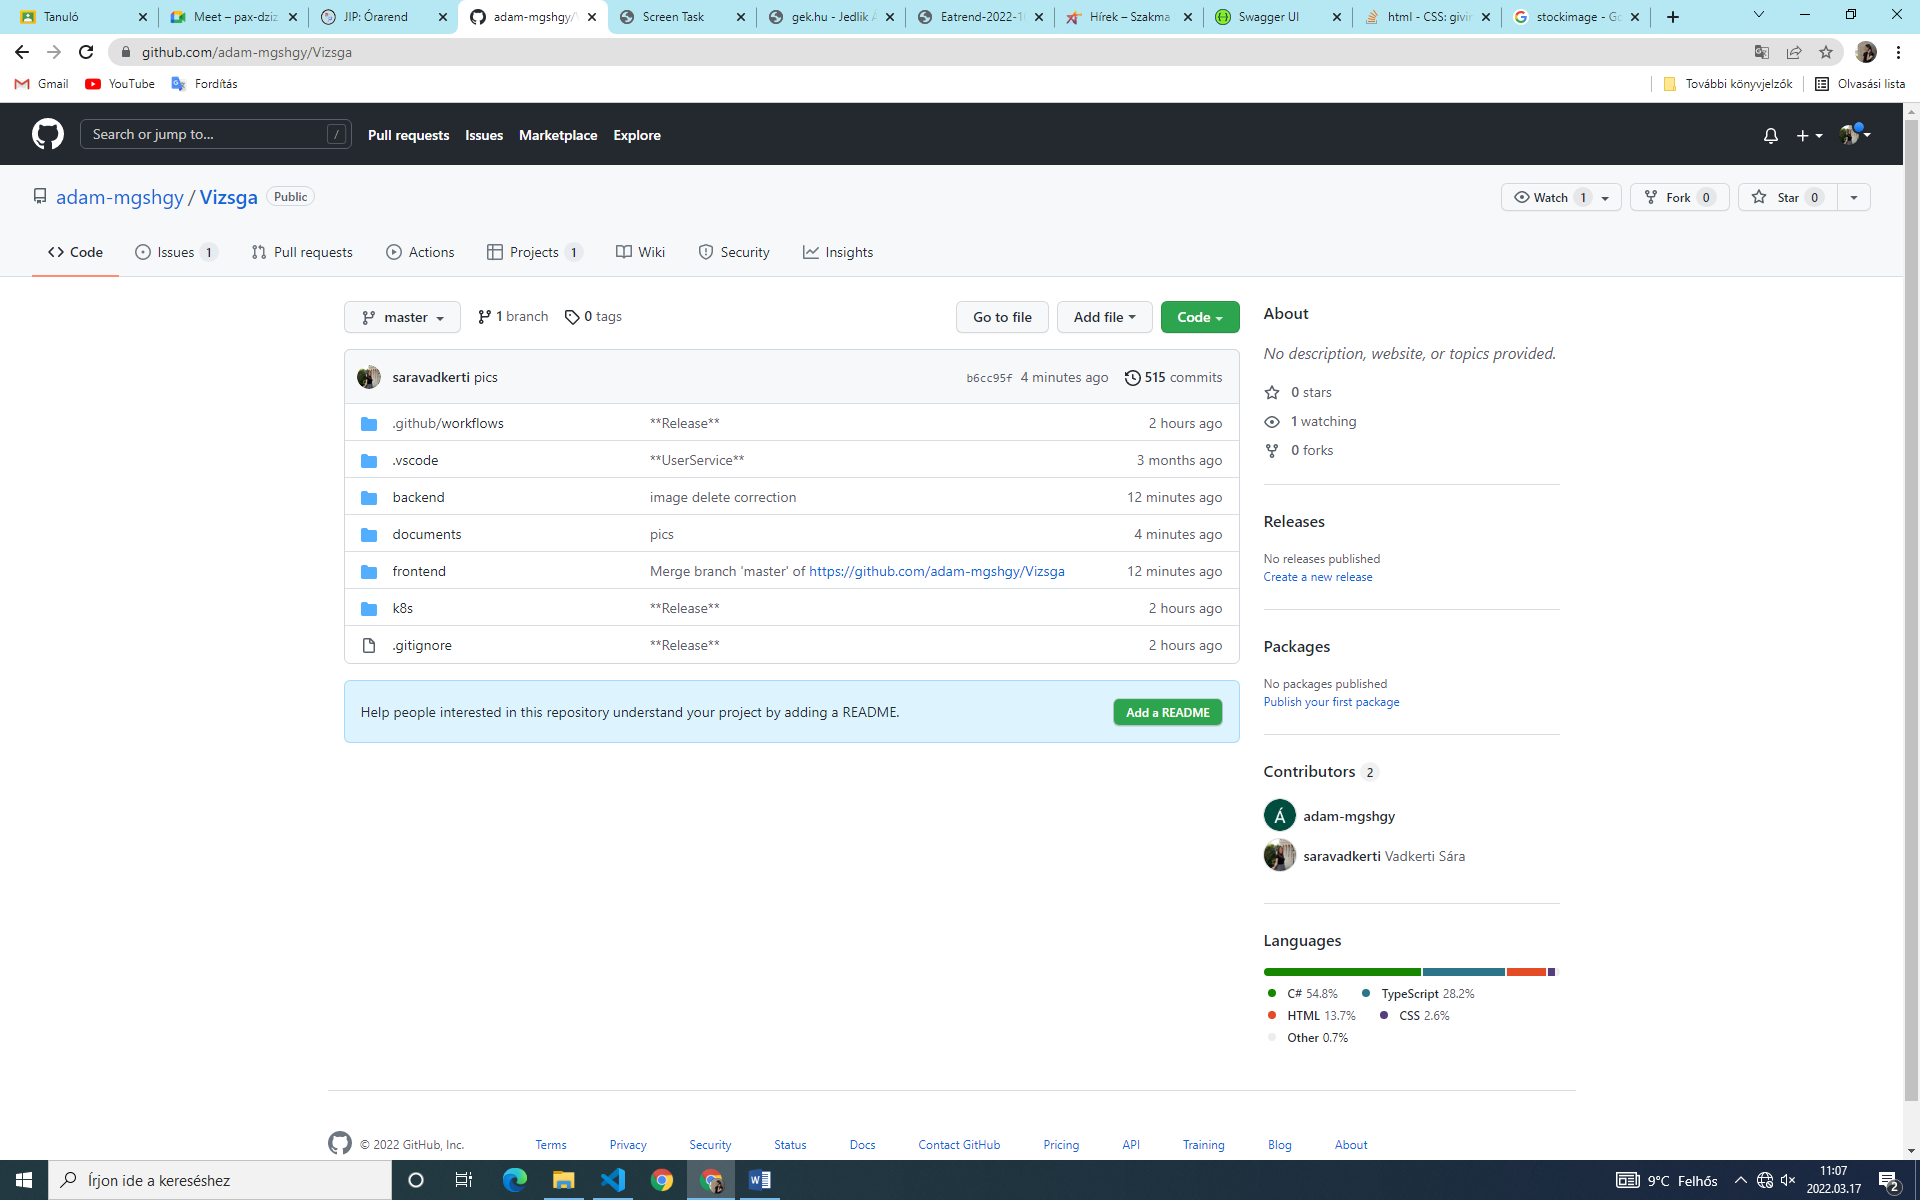 Tanuló
Meet – pax-dziz
JIP: Órarend
adam-mgshgy/V
Screen Task
gek.hu - Jedlik Á
Eatrend-2022-1
Hírek – Szakma
Swagger UI
html - CSS: givin
stockimage - Go
github.com/adam-mgshgy/Vizsga
Gmail
YouTube
Fordítás
További könyvjelzők
Olvasási lista
Search or jump to...
/
Pull requests
Issues
Marketplace
Explore
adam-mgshgy / Vizsga Public
Watch 1
Fork 0
Star 0
Code
Issues 1
Pull requests
Actions
Projects 1
Wiki
Security
Insights
master
1 branch
0 tags
Go to file
Add file
Code
saravadkerti pics b6cc95f 4 minutes ago 515 commits
.github/workflows **Release** 2 hours ago
.vscode **UserService** 3 months ago
backend image delete correction 12 minutes ago
documents pics 4 minutes ago
frontend Merge branch 'master' of https://github.com/adam-mgshgy/Vizsga 12 minutes ago
k8s **Release** 2 hours ago
.gitignore **Release** 2 hours ago
Help people interested in this repository understand your project by adding a README.
Add a README
About
No description, website, or topics provided.
0 stars
1 watching
0 forks
Releases
No releases published
Create a new release
Packages
No packages published
Publish your first package
Contributors 2
Á adam-mgshgy
saravadkerti Vadkerti Sára
Languages
C# 54.8% TypeScript 28.2%
HTML 13.7% CSS 2.6%
Other 0.7%
© 2022 GitHub, Inc.
Terms
Privacy
Security
Status
Docs
Contact GitHub
Pricing
API
Training
Blog
About
Írjon ide a kereséshez
9°C Felhős
11:07
2022.03.17
2